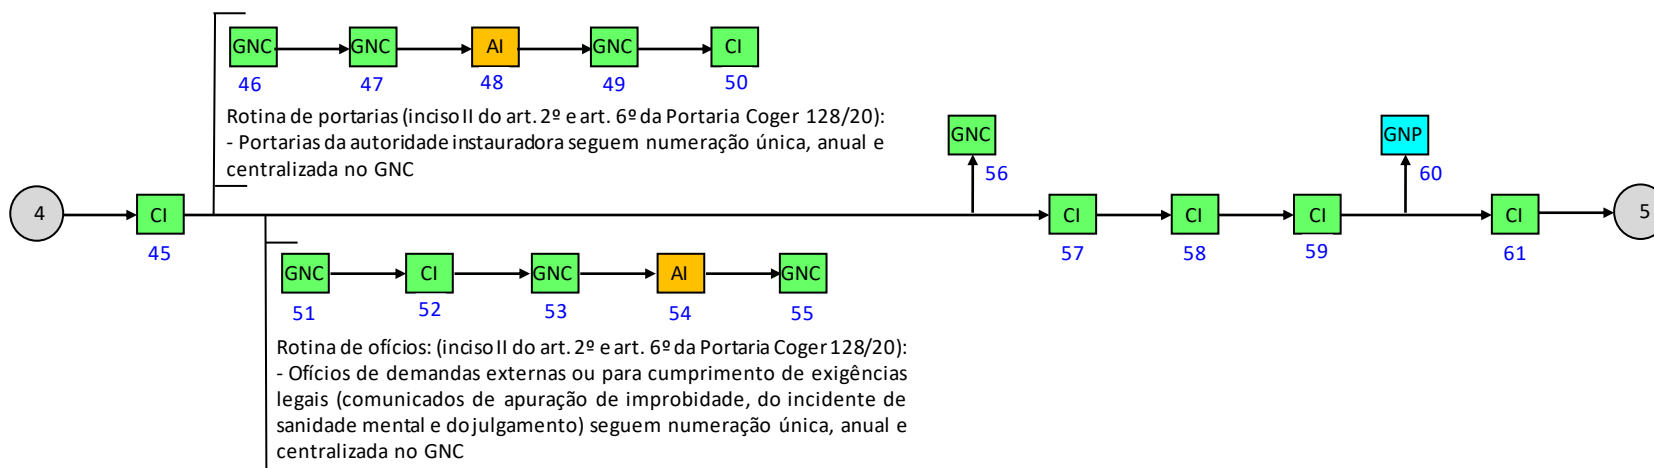 GNC GNC AI GNC CI
46 47 48 49 50
Rotina de portarias (inciso II do art. 2º e art. 6º da Portaria Coger 128/20):
- Portarias da autoridade instauradora seguem numeração única, anual e
centralizada no GNC
GNC GNP
56 60
4 CI CI CI CI CI 5
45 57 58 59 61
GNC CI GNC AI GNC
51 52 53 54 55
Rotina de ofícios: (inciso II do art. 2º e art. 6º da Portaria Coger 128/20):
- Ofícios de demandas externas ou para cumprimento de exigências
legais (comunicados de apuração de improbidade, do incidente de
sanidade mental e do julgamento) seguem numeração única, anual e
centralizada no GNC